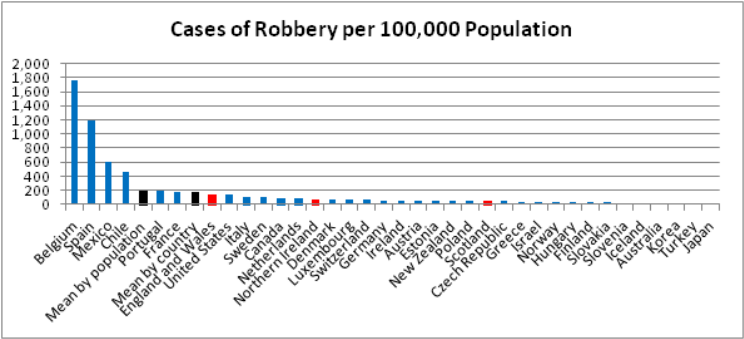 Cases of Robbery per 100,000 Population
2,000
1,800
1,600
1,400
1,200
1,000
800
600
400
200
0
Belgium
Spain
Mexico
Chile
Mean by population
Portugal
France
Mean by country
England and Wales
United States
Italy
Sweden
Canada
Netherlands
Northern Ireland
Denmark
Luxembourg
Switzerland
Germany
Ireland
Austria
Estonia
New Zealand
Poland
Scotland
Czech Republic
Greece
Israel
Norway
Hungary
Finland
Slovakia
Slovenia
Iceland
Australia
Korea
Turkey
Japan